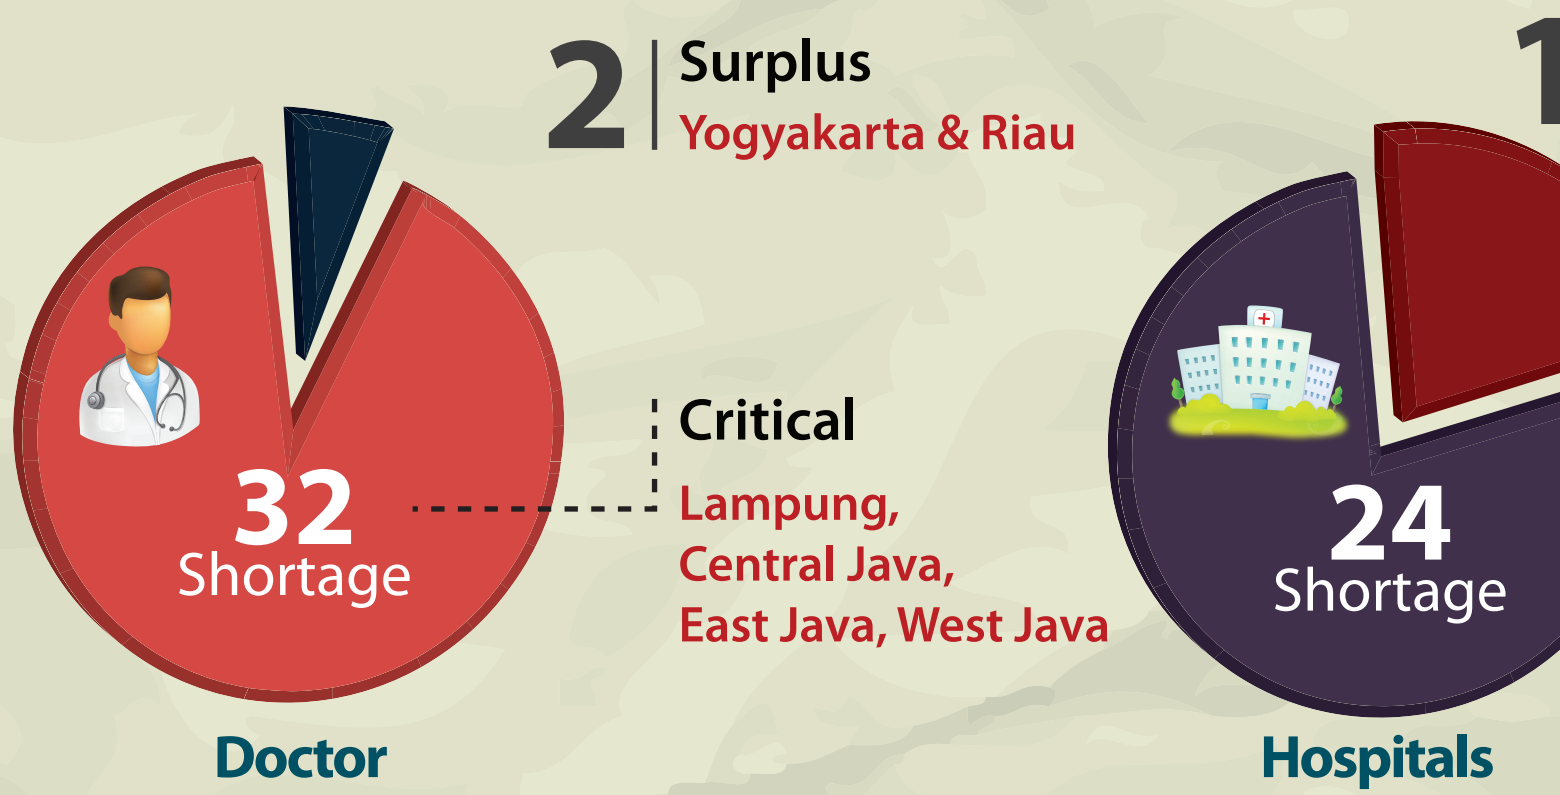 2
Surplus
Yogyakarta & Riau
32
Shortage
Critical
Lampung,
Central Java,
East Java, West Java
Doctor
24
Shortage
Hospitals